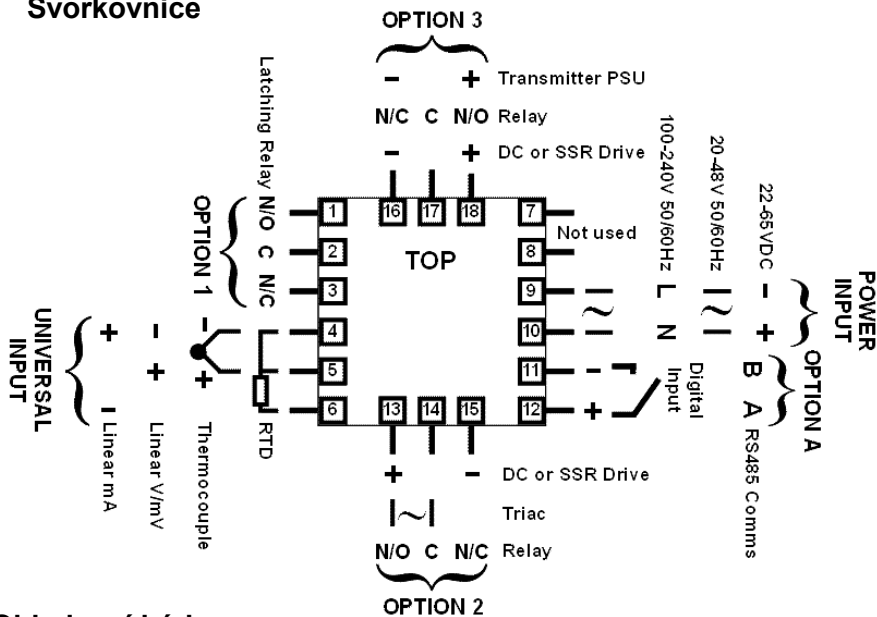 Svorkovnice
OPTION 3
- + Transmitter PSU
N/C C N/O Relay
- + DC or SSR Drive
Latching Relay N/O C N/C
OPTION 1
1
2
3
4
5
6
16 17 18
TOP
7
8
9
10
11
12
13 14 15
Not used
100-240V 50/60Hz
L
N
20-48V 50/60Hz
22-65VDC
- +
POWER
INPUT
OPTION A
B A RS485 Comms
- +
Digital
Input
UNIVERSAL
INPUT
+ - Linear mA
- + Linear V/mV
- + Thermocouple
RTD
+ - DC or SSR Drive
~ Triac
N/O C N/C Relay
OPTION 2